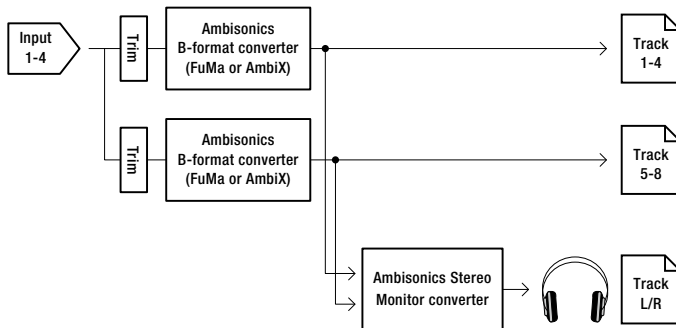 Input
1-4
Trim
Ambisonics
B-format converter
(FuMa or AmbiX)
Track
1-4
Trim
Ambisonics
B-format converter
(FuMa or AmbiX)
Track
5-8
Ambisonics Stereo
Monitor converter
Track
L/R